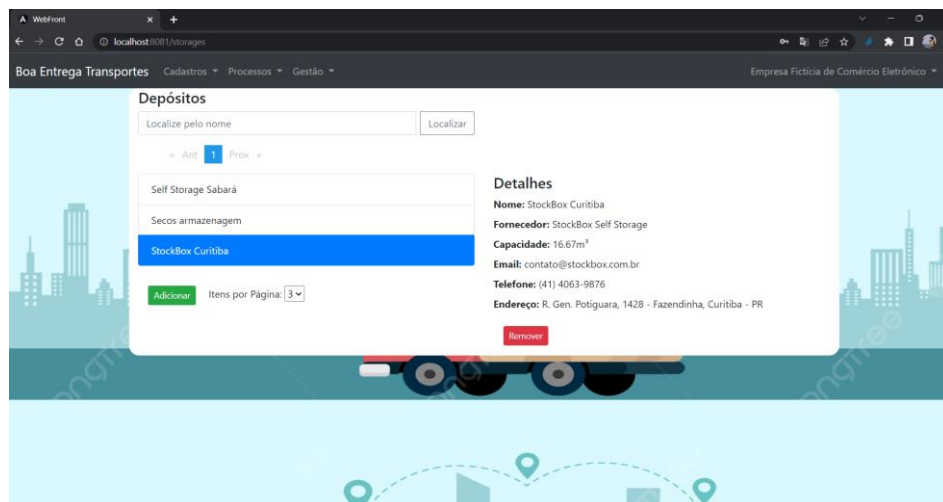 WebFront
localhost:8081/storages
Boa Entrega Transportes Cadastros Processos Gestão Empresa Fictícia de Comércio Eletrônico
Depósitos
Localize pelo nome Localizar
« Ant 1 Prox »
Self Storage Sabará
Secos armazenagem
StockBox Curitiba
Adicionar Itens por Página: 3
Detalhes
Nome: StockBox Curitiba
Fornecedor: StockBox Self Storage
Capacidade: 16.67m³
Email: contato@stockbox.com.br
Telefone: (41) 4063-9876
Endereço: R. Gen. Potiguara, 1428 - Fazendinha, Curitiba - PR
Remover